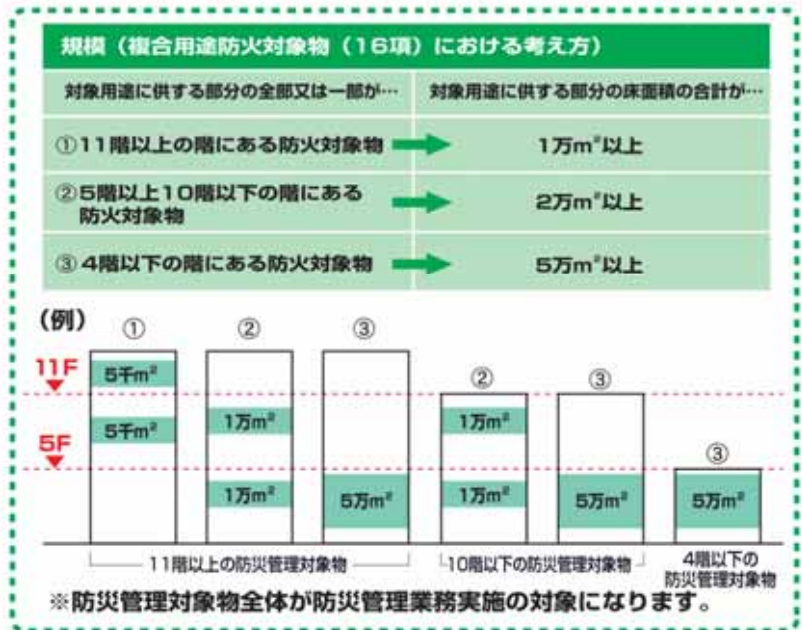 規模（複合用途防火対象物（16項）における考え方）
対象用途に供する部分の全部又は一部が…
対象用途に供する部分の床面積の合計が…
①11階以上の階にある防火対象物
1万m²以上
②5階以上10階以下の階にある
防火対象物
2万m²以上
③4階以下の階にある防火対象物
5万m²以上
（例）
①
②
③
②
③
③
11F
5F
5千m²
5千m²
1万m²
1万m²
5万m²
1万m²
1万m²
5万m²
5万m²
11階以上の防災管理対象物
10階以下の防災管理対象物
4階以下の
防災管理対象物
※防災管理対象物全体が防災管理業務実施の対象になります。